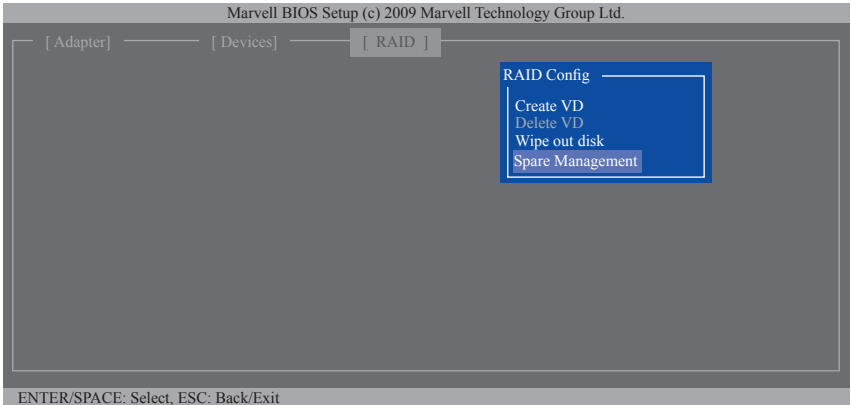 Marvell BIOS Setup (c) 2009 Marvell Technology Group Ltd.
[ Adapter] [ Devices] [ RAID ]
RAID Config
Create VD
Delete VD
Wipe out disk
Spare Management
ENTER/SPACE: Select, ESC: Back/Exit